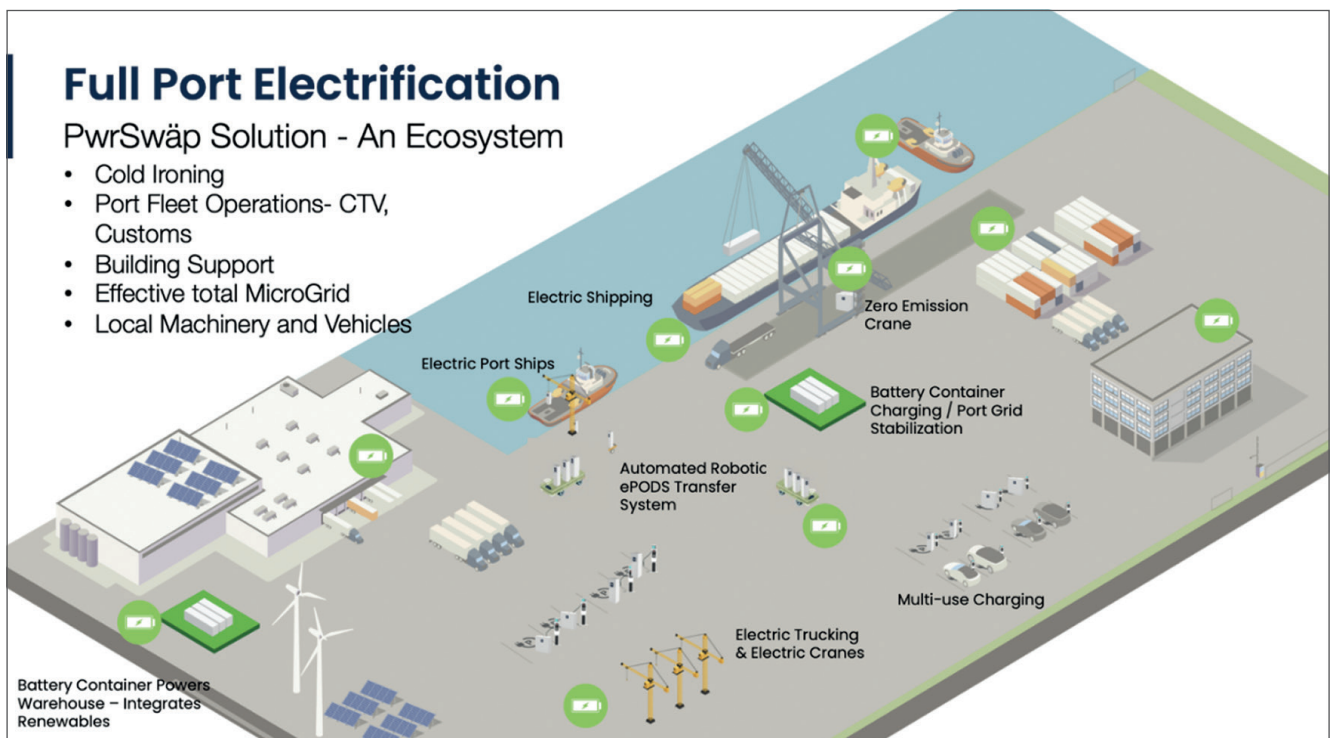 Full Port Electrification
PwrSwäp Solution - An Ecosystem
• Cold Ironing
• Port Fleet Operations- CTV,
Customs
• Building Support
• Effective total MicroGrid
• Local Machinery and Vehicles
Electric Shipping
Zero Emission
Crane
Electric Port Ships
Battery Container
Charging / Port Grid
Stabilization
Automated Robotic
ePODS Transfer
System
Multi-use Charging
Electric Trucking
& Electric Cranes
Battery Container Powers
Warehouse – Integrates
Renewables